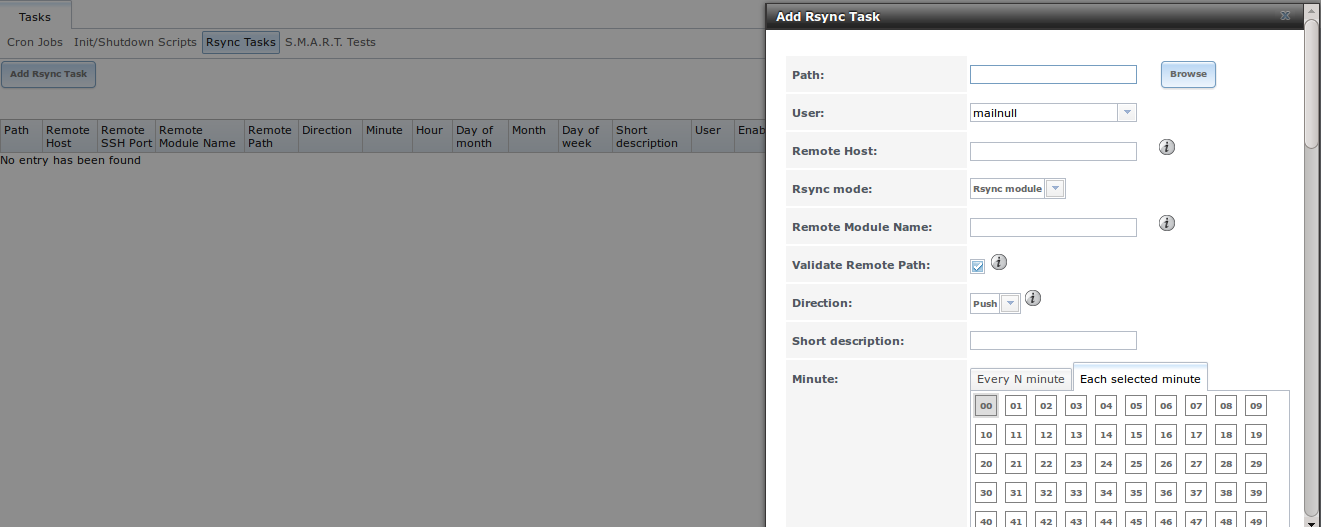 Tasks
Cron Jobs Init/Shutdown Scripts Rsync Tasks S.M.A.R.T. Tests
Add Rsync Task
Path Remote Host Remote SSH Port Remote Module Name Remote Path Direction Minute Hour Day of month Month Day of week Short description User Enab
No entry has been found
Add Rsync Task
Path: Browse
User: mailnull
Remote Host: i
Rsync mode: Rsync module
Remote Module Name: i
Validate Remote Path: i
Direction: Push i
Short description:
Minute: Every N minute Each selected minute
00 01 02 03 04 05 06 07 08 09
10 11 12 13 14 15 16 17 18 19
20 21 22 23 24 25 26 27 28 29
30 31 32 33 34 35 36 37 38 39
40 41 42 43 44 45 46 47 48 49